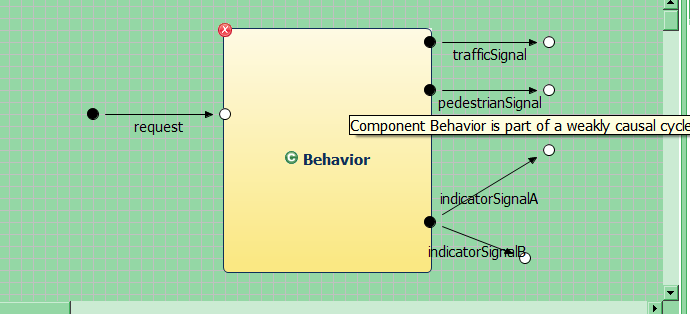 trafficSignal
pedestrianSignal
request
Component Behavior is part of a weakly causal cycle
C Behavior
indicatorSignalA
indicatorSignalB